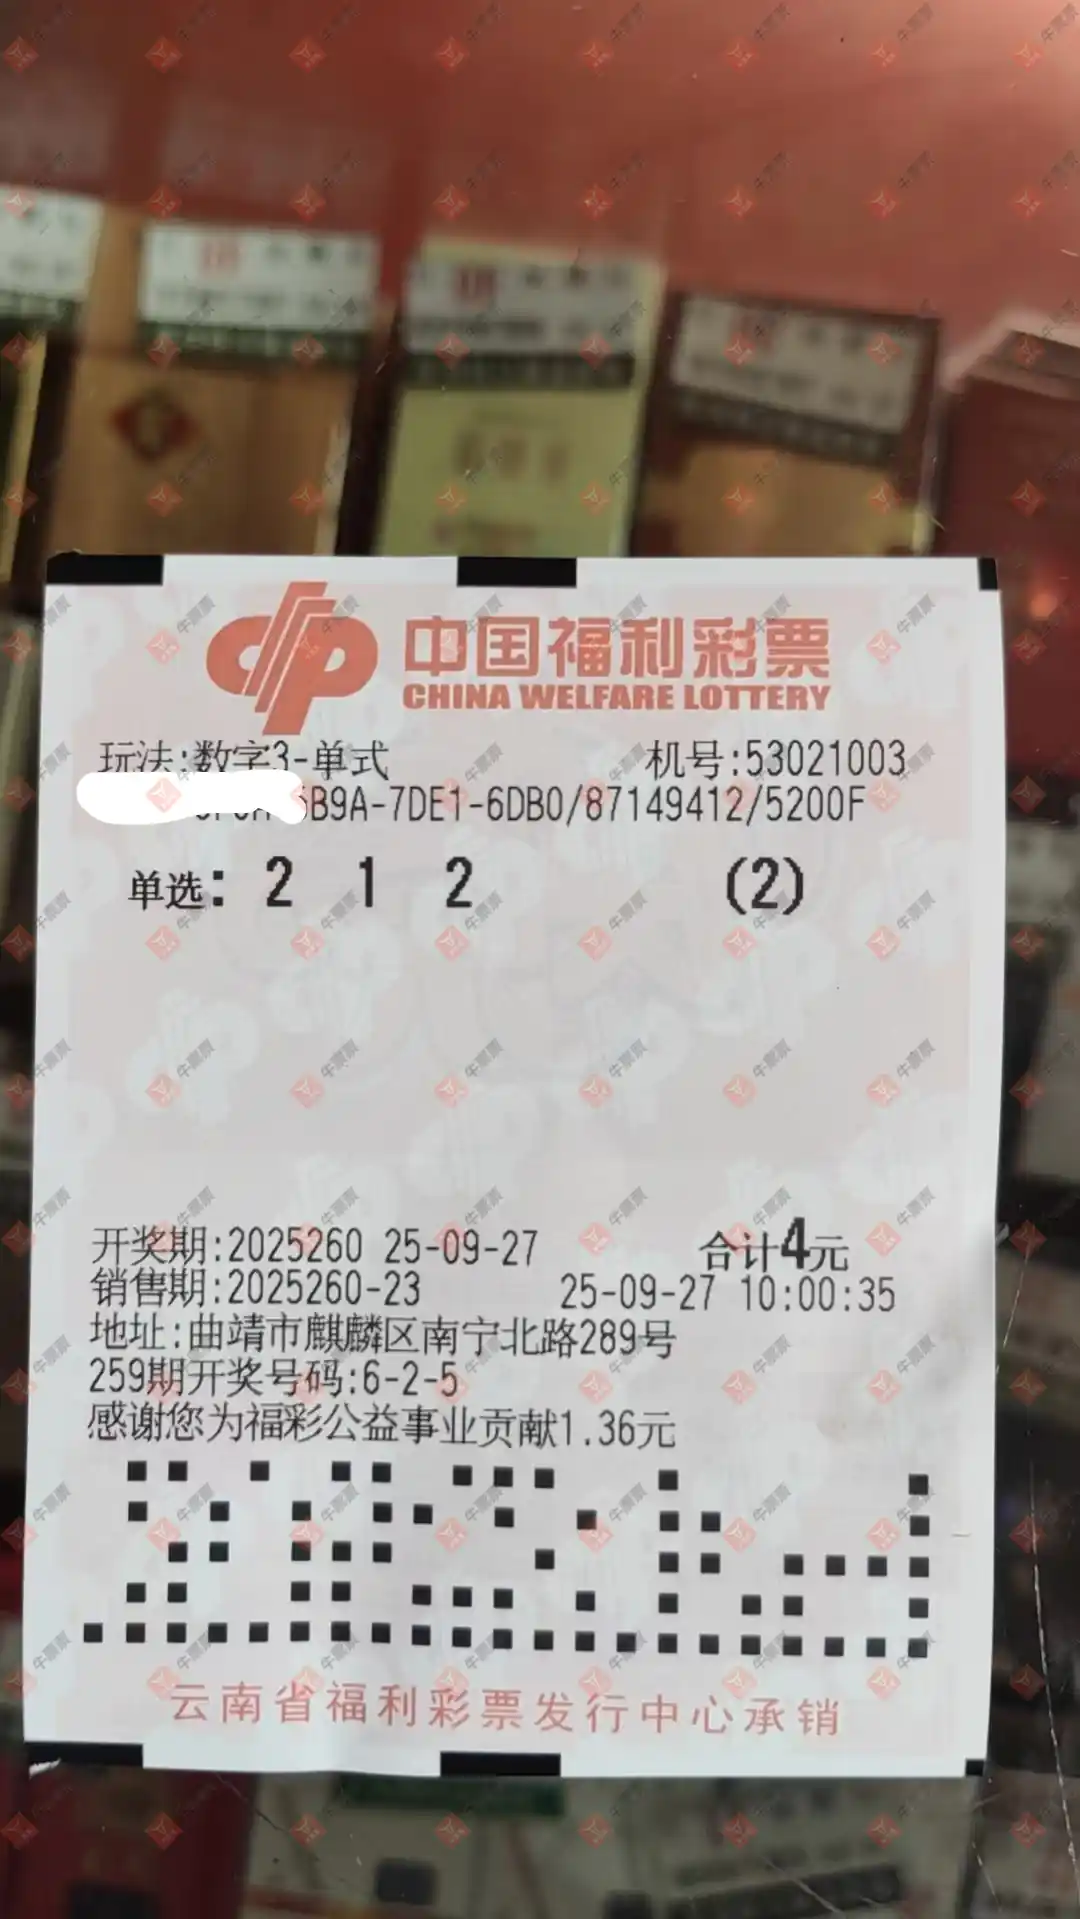 中国福利彩票
CHINA WELFARE LOTTERY
玩法:数字3-单式 机号:53021003
6B9A-7DE1-6DB0/87149412/5200F
单选: 2 1 2 (2)
开奖期:2025260 25-09-27 合计4元
销售期:2025260-23 25-09-27 10:00:35
地址:曲靖市麒麟区南宁北路289号
259期开奖号码:6-2-5
感谢您为福彩公益事业贡献1.36元
云南省福利彩票发行中心承销
牛票票